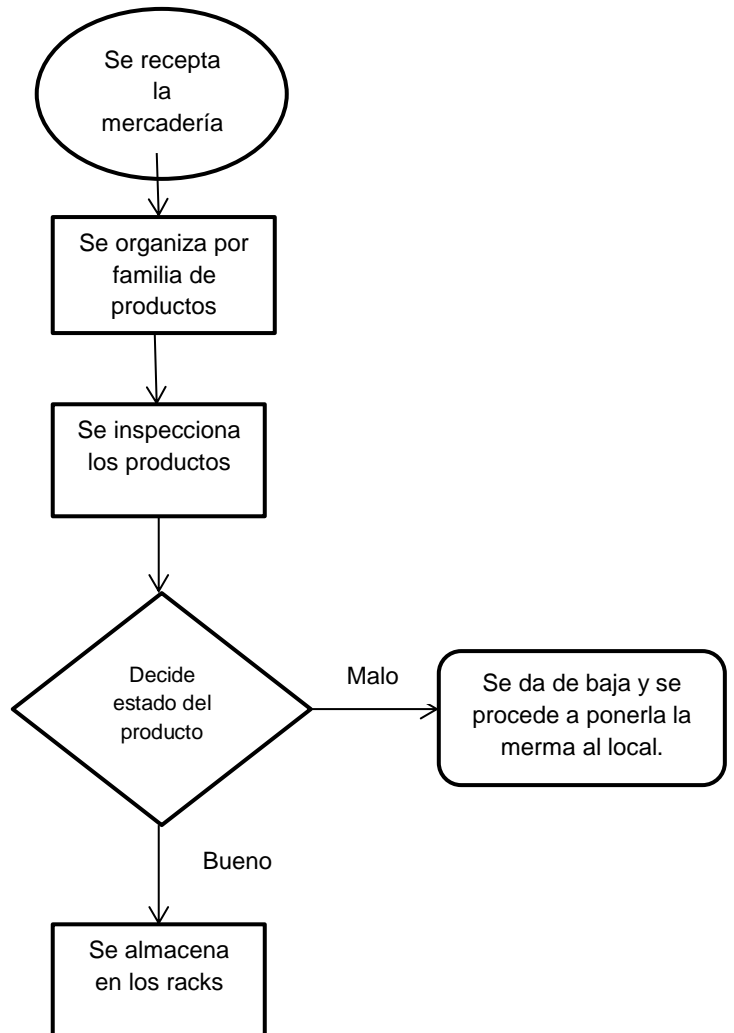 Se recepta
la
mercadería
Se organiza por
familia de
productos
Se inspecciona
los productos
Decide
estado del
producto
Malo
Se da de baja y se
procede a ponerla la
merma al local.
Bueno
Se almacena
en los racks